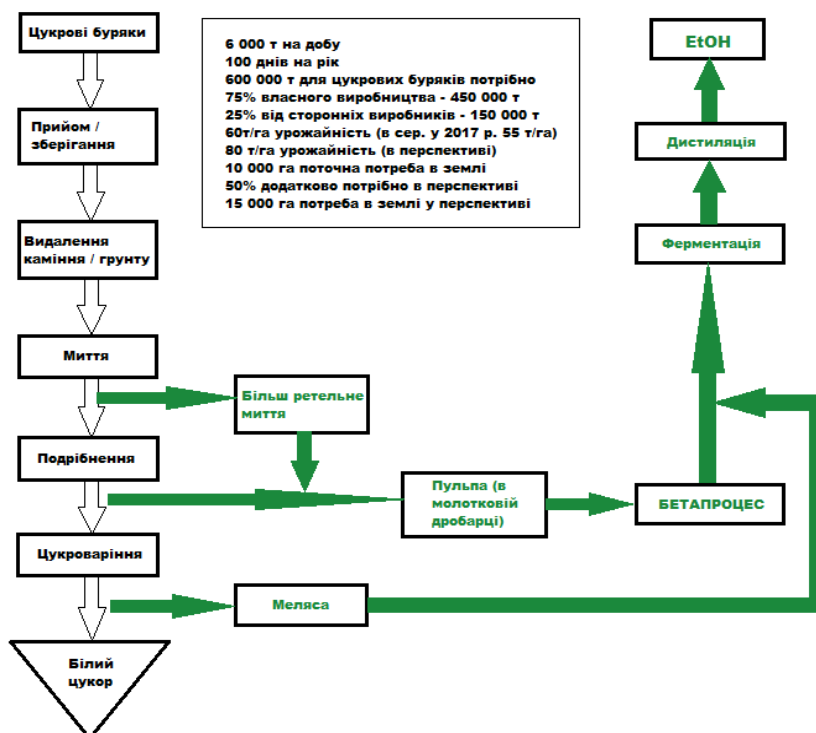 Цукрові буряки
6 000 т на добу
100 днів на рік
600 000 т для цукрових буряків потрібно
75% власного виробництва - 450 000 т
25% від сторонніх виробників - 150 000 т
60т/га урожайність (в сер. у 2017 р. 55 т/га)
80 т/га урожайність (в перспективі)
10 000 га поточна потреба в землі
50% додатково потрібно в перспективі
15 000 га потреба в землі у перспективі
EtOH
Прийом /
зберігання
Дистиляція
Видалення
каміння / грунту
Ферментація
Миття
Більш ретельне
миття
Подрібнення
Пульпа (в
молотковій
дробарці)
БЕТАПРОЦЕС
Цукроваріння
Меляса
Білий
цукор